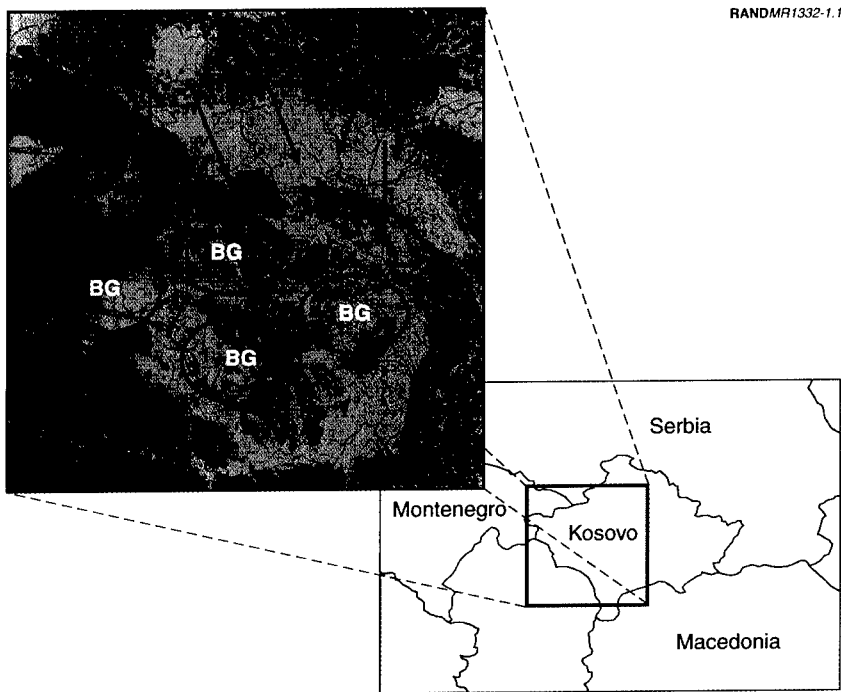 RANDMR1332-1.1
BG
BG
BG
BG
Serbia
Montenegro
Kosovo
Macedonia